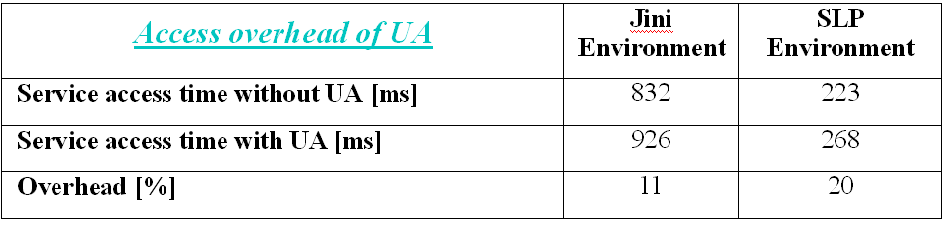 Access overhead of UA
Jini Environment
SLP Environment
Service access time without UA [ms] 832 223
Service access time with UA [ms] 926 268
Overhead [%] 11 20